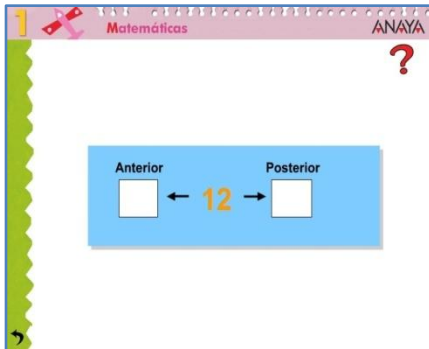 1 Matemáticas ANAYA
?
Anterior Posterior
← 12 →